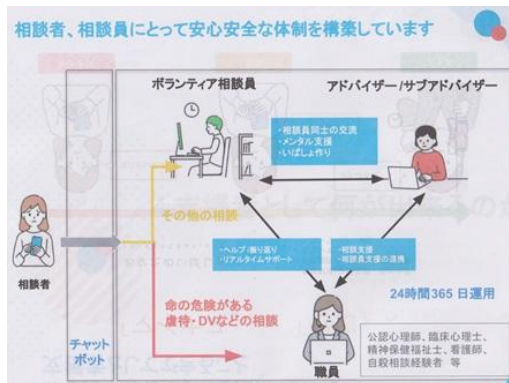 相談者、相談員にとって安心安全な体制を構築しています
ボランティア相談員
アドバイザー/サブアドバイザー
・相談員同士の交流
・メンタル支援
・いばしょ作り
その他の相談
・ヘルプ/振り返り
・リアルタイムサポート
・相談支援
・相談員支援の連携
相談者
命の危険がある
虐待・DVなどの相談
24時間365日運用
チャット
ボット
職員
公認心理師、臨床心理士、
精神保健福祉士、看護師、
自殺相談経験者 等